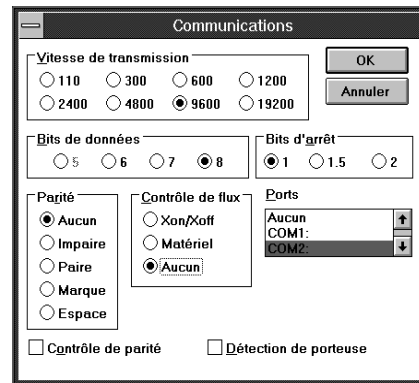 Communications
Vitesse de transmission
110 300 600 1200
2400 4800 9600 19200
OK
Annuler
Bits de données
5 6 7 8
Bits d'arrêt
1 1.5 2
Parité
Aucun
Impaire
Paire
Marque
Espace
Contrôle de flux
Xon/Xoff
Matériel
Aucun
Ports
Aucun
COM1:
COM2:
Contrôle de parité
Détection de porteuse